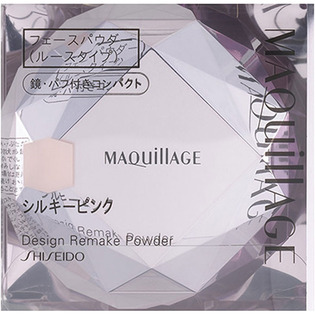 フェースパウダー
(ルースタイプ)
鏡・パフ付きコンパクト
MAQuillAGE
MAQuillAGE
シルキーピンク
Design Remake Powder
SHISEIDO